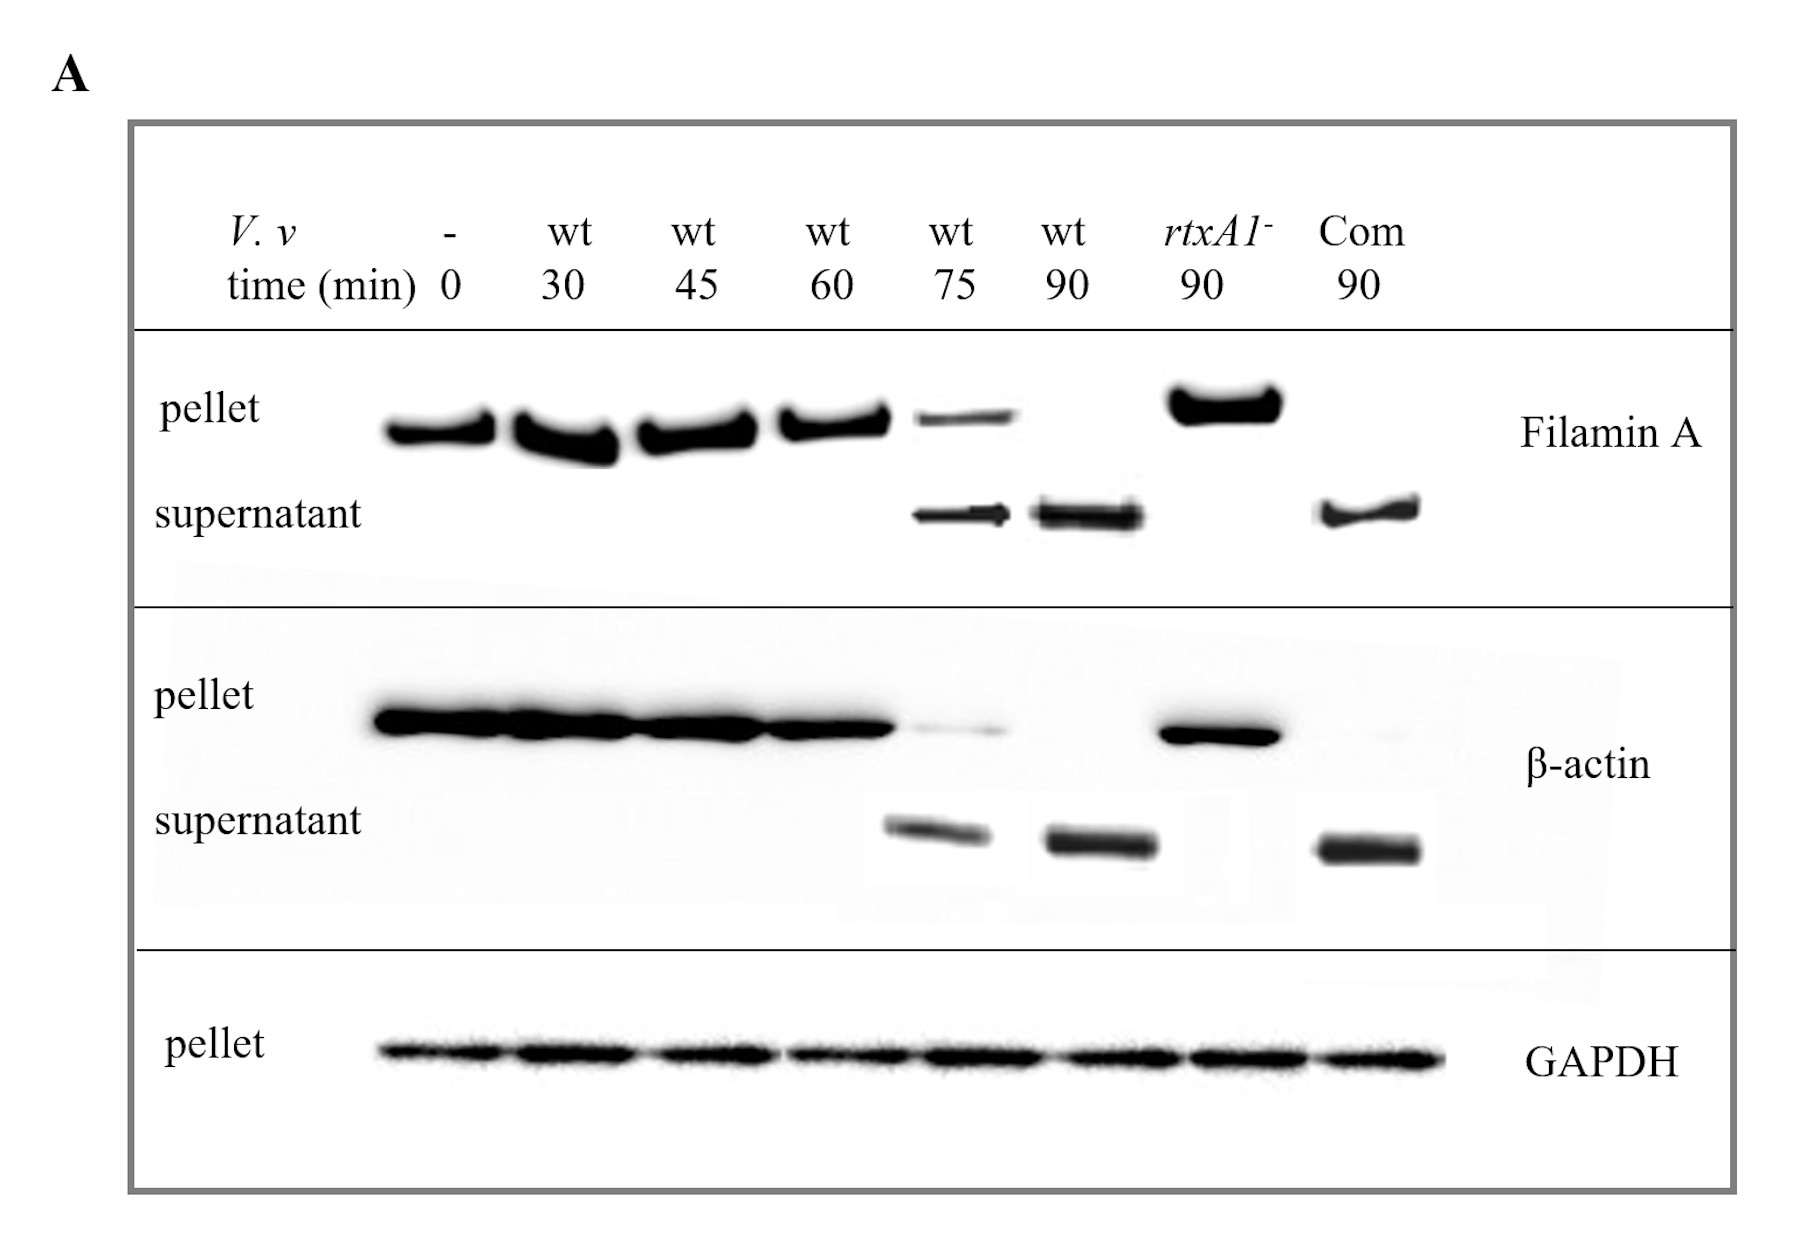 A
V. v - wt wt wt wt wt rtxA1- Com
time (min) 0 30 45 60 75 90 90 90
pellet
Filamin A
supernatant
pellet
β-actin
supernatant
pellet
GAPDH